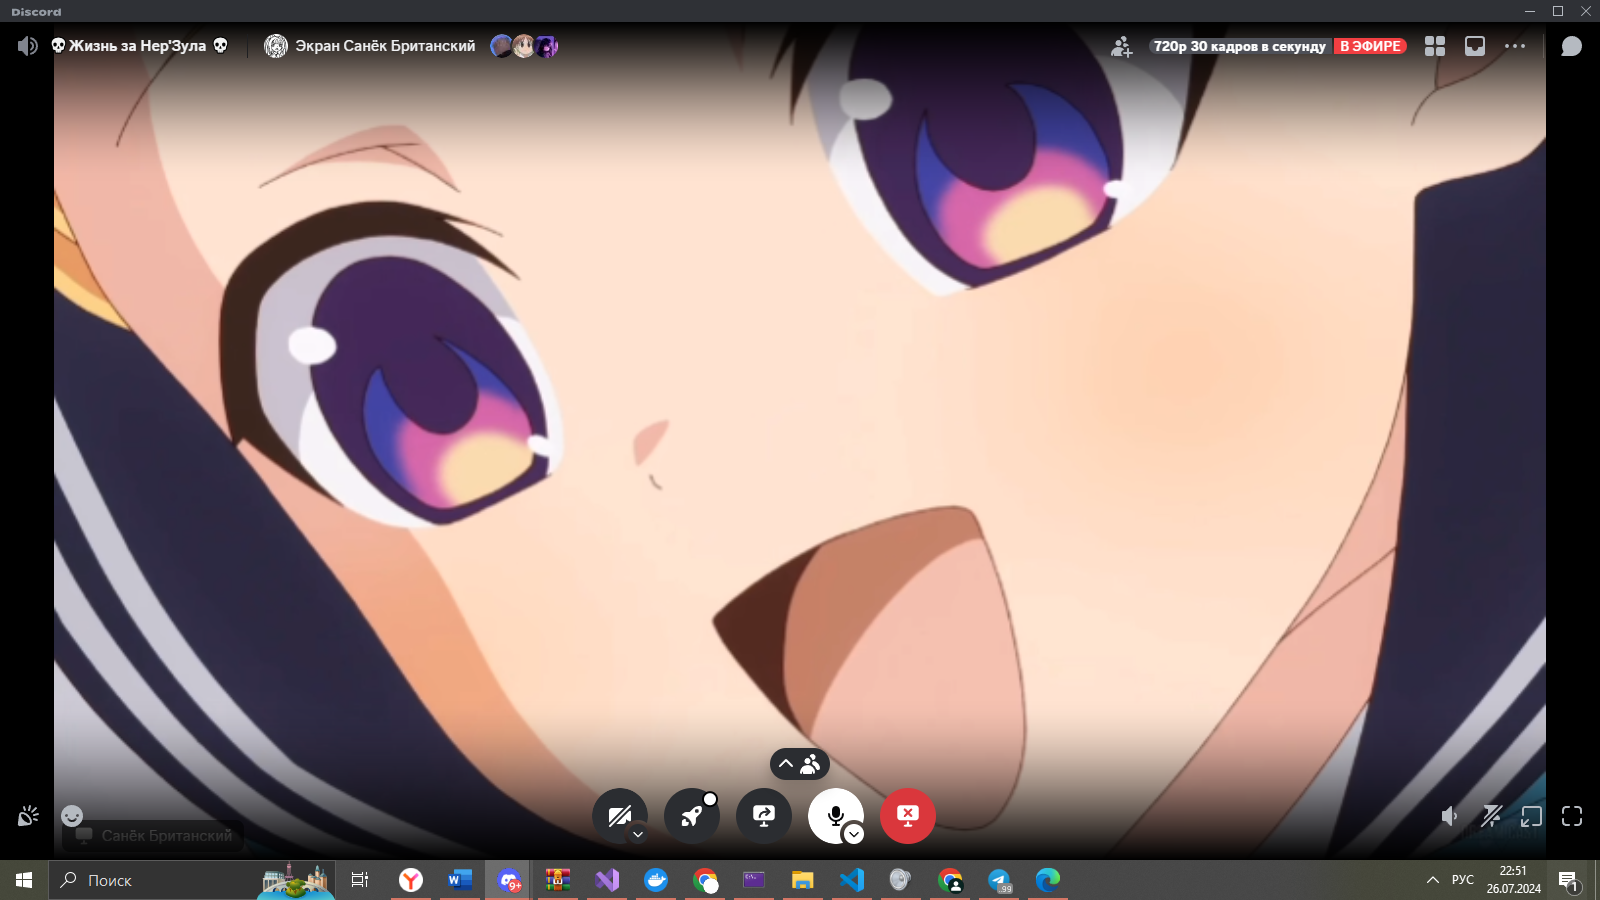 Discord
Жизнь за Нер'Зула
Экран Санёк Британский
720p 30 кадров в секунду
В ЭФИРЕ
Санёк Британский
Поиск
9+
99
РУС
22:51
26.07.2024
1